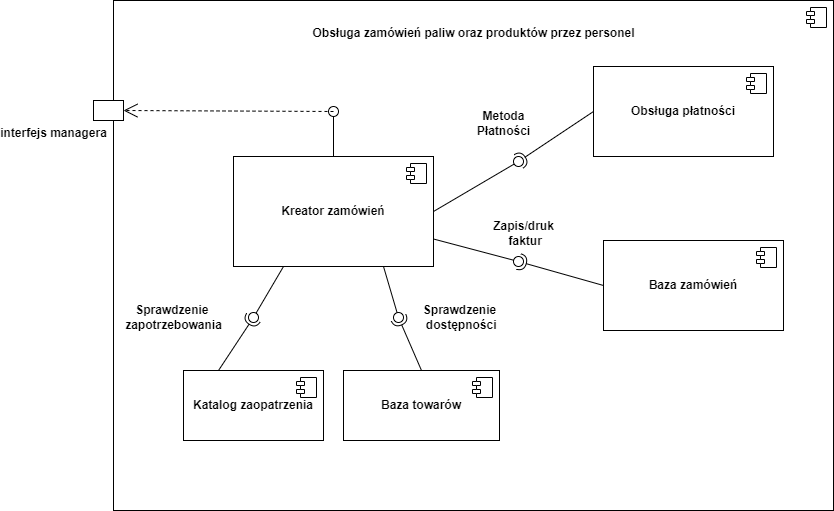 Obsługa zamówień paliw oraz produktów przez personel
Obsługa płatności
interfejs managera
Metoda
Płatności
Kreator zamówień
Zapis/druk
faktur
Baza zamówień
Sprawdzenie
zapotrzebowania
Sprawdzenie
dostępności
Katalog zaopatrzenia
Baza towarów